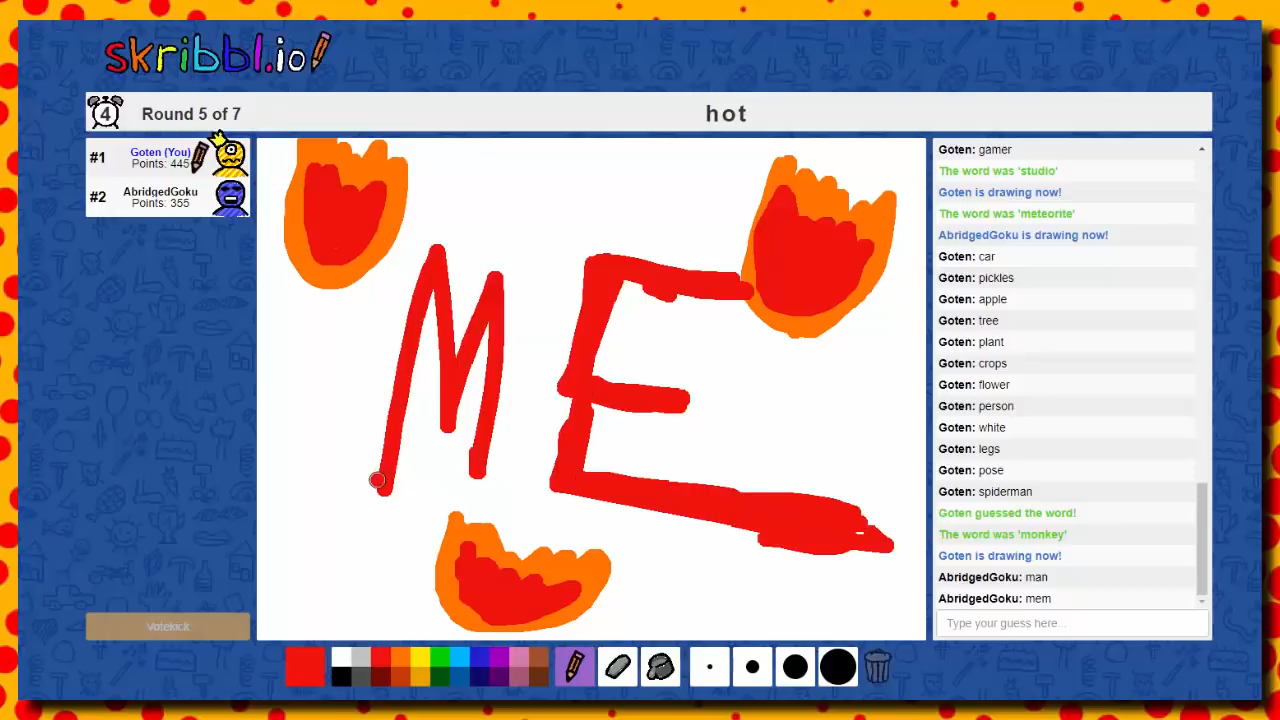 skribbl.io
4
Round 5 of 7
hot
#1
Goten (You)
Points: 445
#2
AbridgedGoku
Points: 355
Votekick
ME
Goten: gamer
The word was 'studio'
Goten is drawing now!
The word was 'meteorite'
AbridgedGoku is drawing now!
Goten: car
Goten: pickles
Goten: apple
Goten: tree
Goten: plant
Goten: crops
Goten: flower
Goten: person
Goten: white
Goten: legs
Goten: pose
Goten: spiderman
Goten guessed the word!
The word was 'monkey'
Goten is drawing now!
AbridgedGoku: man
AbridgedGoku: mem
Type your guess here...